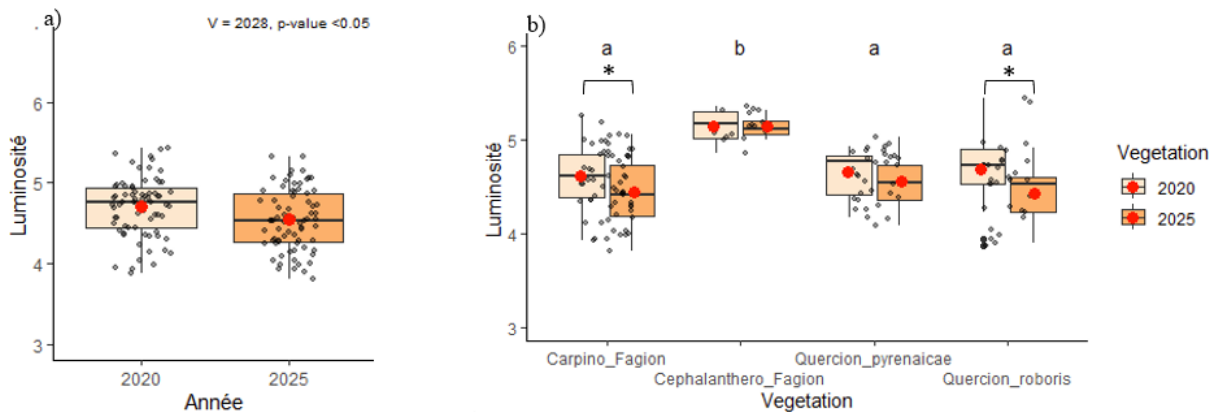 a)
V = 2028, p-value <0.05
6
5
4
3
Luminosité
2020
2025
Année
b)
6
5
4
3
Luminosité
a
b
a
a
*
*
Carpino_Fagion
Cephalanthero_Fagion
Quercion_pyrenaicae
Quercion_roboris
Vegetation
Vegetation
2020
2025